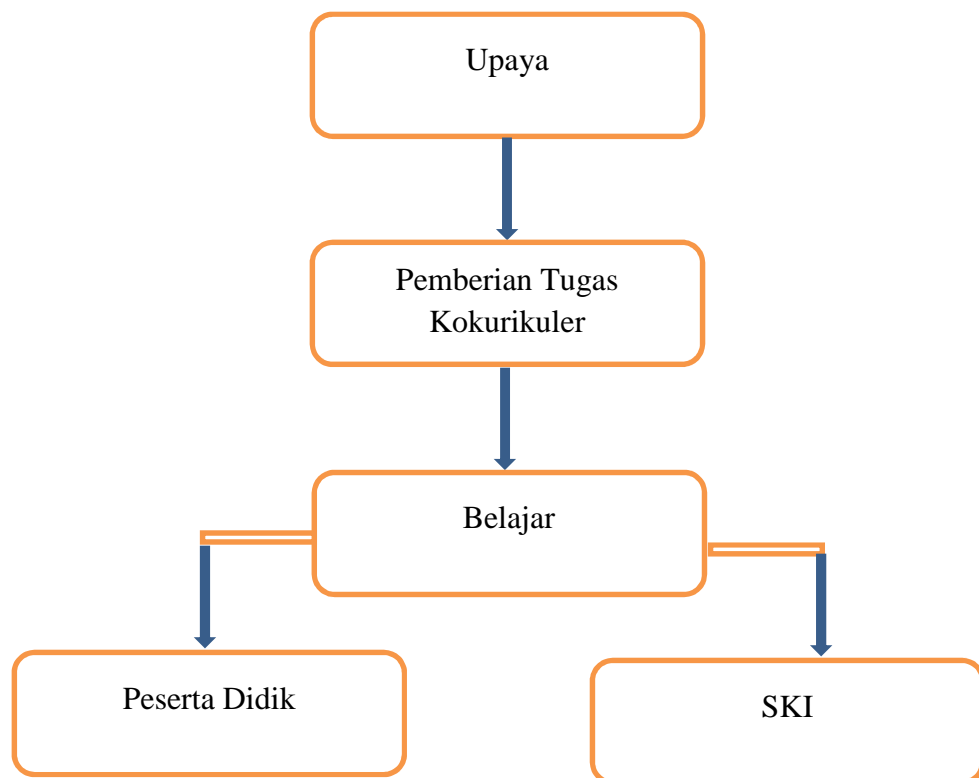 Upaya
Pemberian Tugas
Kokurikuler
Belajar
Peserta Didik
SKI